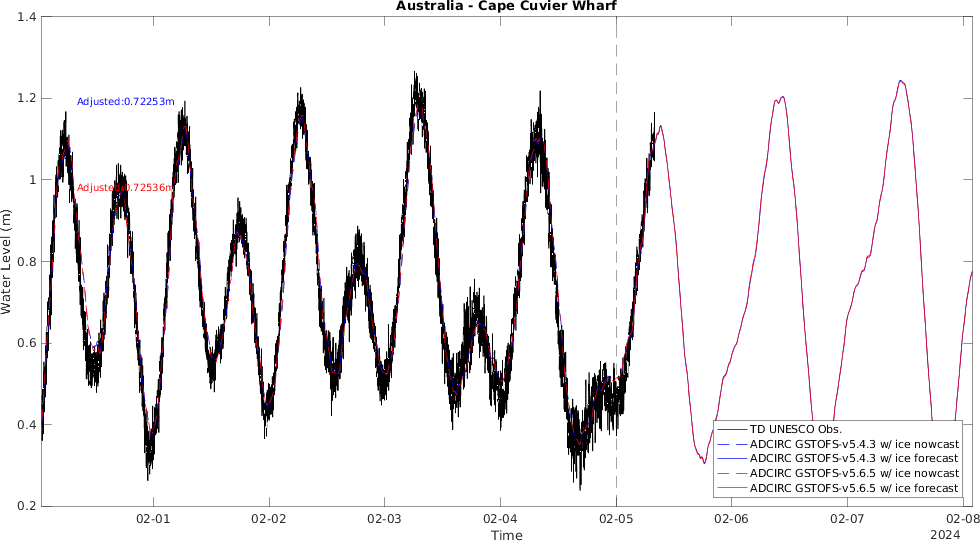 Australia - Cape Cuvier Wharf
1.4
1.2
1
0.8
0.6
0.4
0.2
Water Level (m)
Adjusted:0.72253m
Adjusted:0.72536m
TD UNESCO Obs.
ADCIRC GSTOFS-v5.4.3 w/ ice nowcast
ADCIRC GSTOFS-v5.4.3 w/ ice forecast
ADCIRC GSTOFS-v5.6.5 w/ ice nowcast
ADCIRC GSTOFS-v5.6.5 w/ ice forecast
02-01 02-02 02-03 02-04 02-05 02-06 02-07 02-08
Time
2024